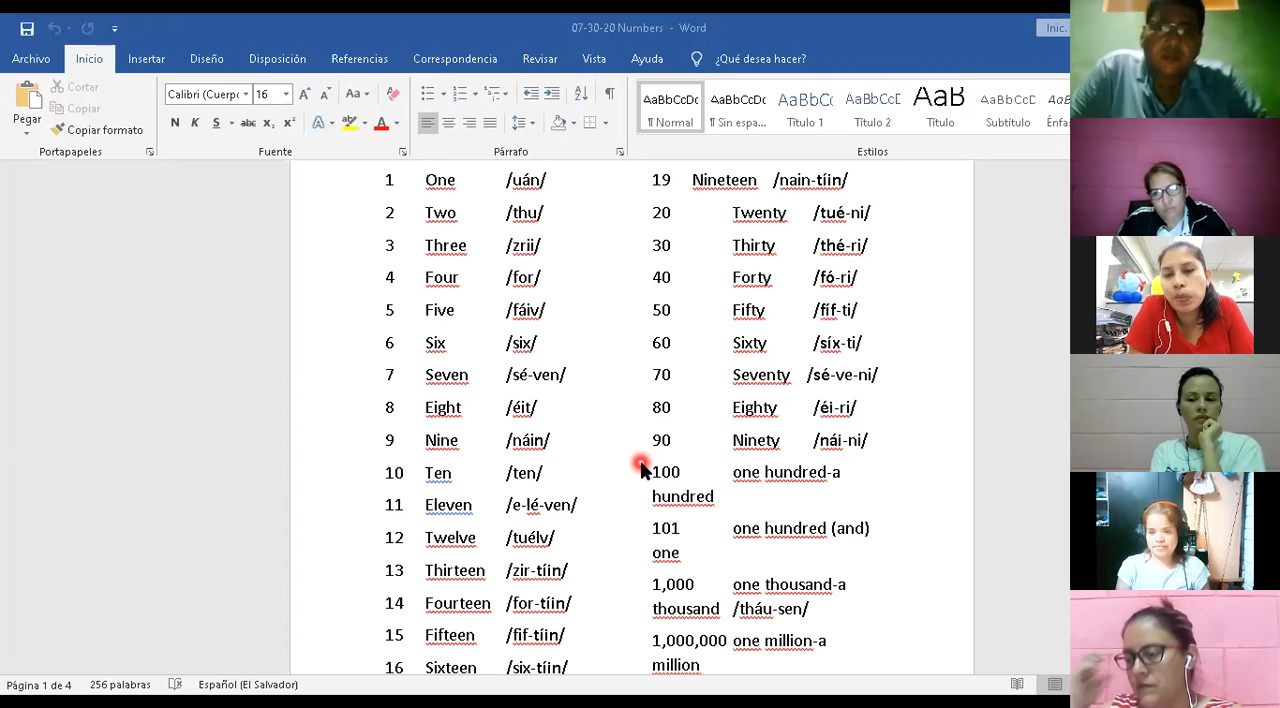 07-30-20 Numbers - Word
Inic.
Archivo Inicio Insertar Diseño Disposición Referencias Correspondencia Revisar Vista Ayuda ¿Qué desea hacer?
Pegar
Cortar
Copiar
Copiar formato
Portapapeles
Calibri (Cuerpo 16
N K S abc x₂ x²
Fuente
Párrafo
AaBbCcDc AaBbCcDc AaBbCc AaBbCcD AaB AaBbCcD
¶ Normal ¶ Sin espa... Título 1 Título 2 Título Subtítulo
Estilos
1 One /uán/
2 Two /thu/
3 Three /zrii/
4 Four /for/
5 Five /fáiv/
6 Six /six/
7 Seven /sé-ven/
8 Eight /éit/
9 Nine /náin/
10 Ten /ten/
11 Eleven /e-lé-ven/
12 Twelve /tuélv/
13 Thirteen /zir-tíin/
14 Fourteen /for-tíin/
15 Fifteen /fif-tíin/
16 Sixteen /six-tíin/
19 Nineteen /nain-tíin/
20 Twenty /tué-ni/
30 Thirty /thé-ri/
40 Forty /fó-ri/
50 Fifty /fíf-ti/
60 Sixty /síx-ti/
70 Seventy /sé-ve-ni/
80 Eighty /éi-ri/
90 Ninety /nái-ni/
100 one hundred-a
hundred
101 one hundred (and)
one
1,000 one thousand-a
thousand /tháu-sen/
1,000,000 one million-a
million
Página 1 de 4 256 palabras Español (El Salvador)